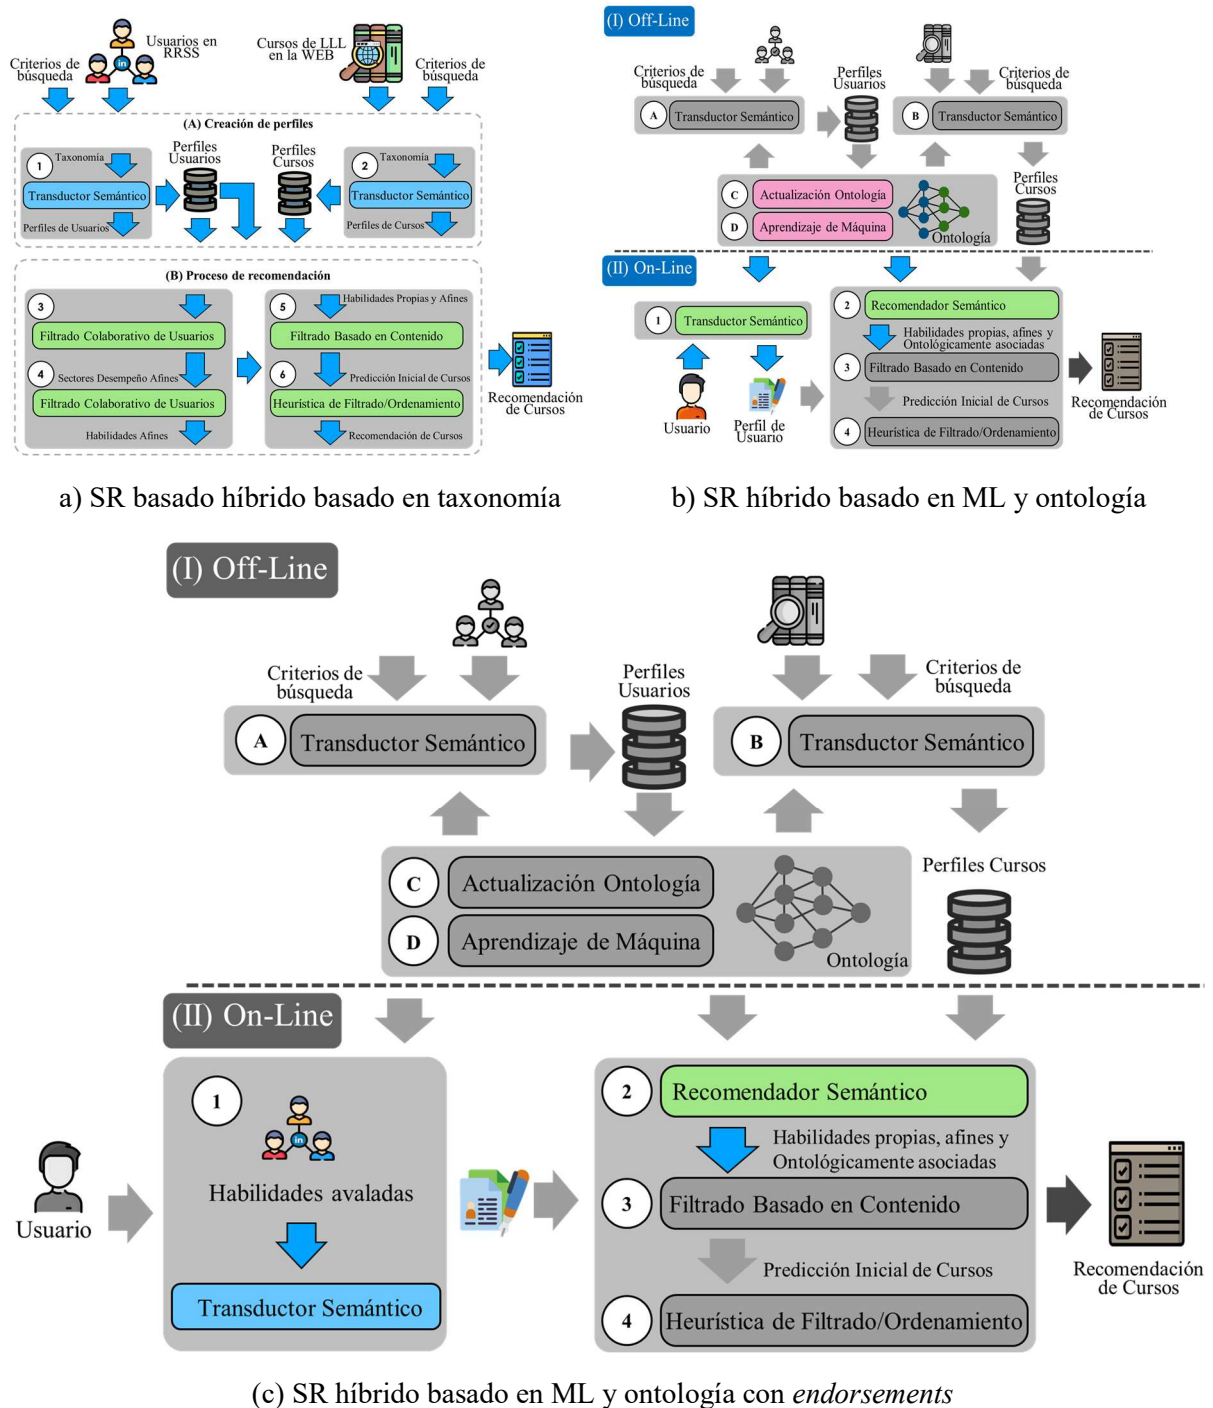 Usuarios en
RRSS
Criterios de
búsqueda
in
Cursos de LLL
en la WEB
Criterios de
búsqueda
(A) Creación de perfiles
1
Taxonomía
Transductor Semántico
Perfiles de Usuarios
Perfiles
Usuarios
Perfiles
Cursos
2
Taxonomía
Transductor Semántico
Perfiles de Cursos
(B) Proceso de recomendación
3
Filtrado Colaborativo de Usuarios
4
Sectores Desempeño Afines
Filtrado Colaborativo de Usuarios
Habilidades Afines
5
Habilidades Propias y Afines
Filtrado Basado en Contenido
6
Predicción Inicial de Cursos
Heurística de Filtrado/Ordenamiento
Recomendación de Cursos
Recomendación
de Cursos
a) SR basado híbrido basado en taxonomía
(I) Off-Line
Criterios de
búsqueda
A
Transductor Semántico
Perfiles
Usuarios
Criterios de
búsqueda
B
Transductor Semántico
C
Actualización Ontología
D
Aprendizaje de Máquina
Ontología
Perfiles
Cursos
(II) On-Line
1
Transductor Semántico
Usuario
Perfil de
Usuario
2
Recomendador Semántico
Habilidades propias, afines y
Ontológicamente asociadas
3
Filtrado Basado en Contenido
Predicción Inicial de Cursos
4
Heurística de Filtrado/Ordenamiento
Recomendación
de Cursos
b) SR híbrido basado en ML y ontología
(I) Off-Line
Criterios de
búsqueda
A
Transductor Semántico
Perfiles
Usuarios
Criterios de
búsqueda
B
Transductor Semántico
C
Actualización Ontología
D
Aprendizaje de Máquina
Ontología
Perfiles Cursos
(II) On-Line
Usuario
1
in
Habilidades avaladas
Transductor Semántico
2
Recomendador Semántico
Habilidades propias, afines y
Ontológicamente asociadas
3
Filtrado Basado en Contenido
Predicción Inicial de Cursos
4
Heurística de Filtrado/Ordenamiento
Recomendación
de Cursos
(c) SR híbrido basado en ML y ontología con endorsements